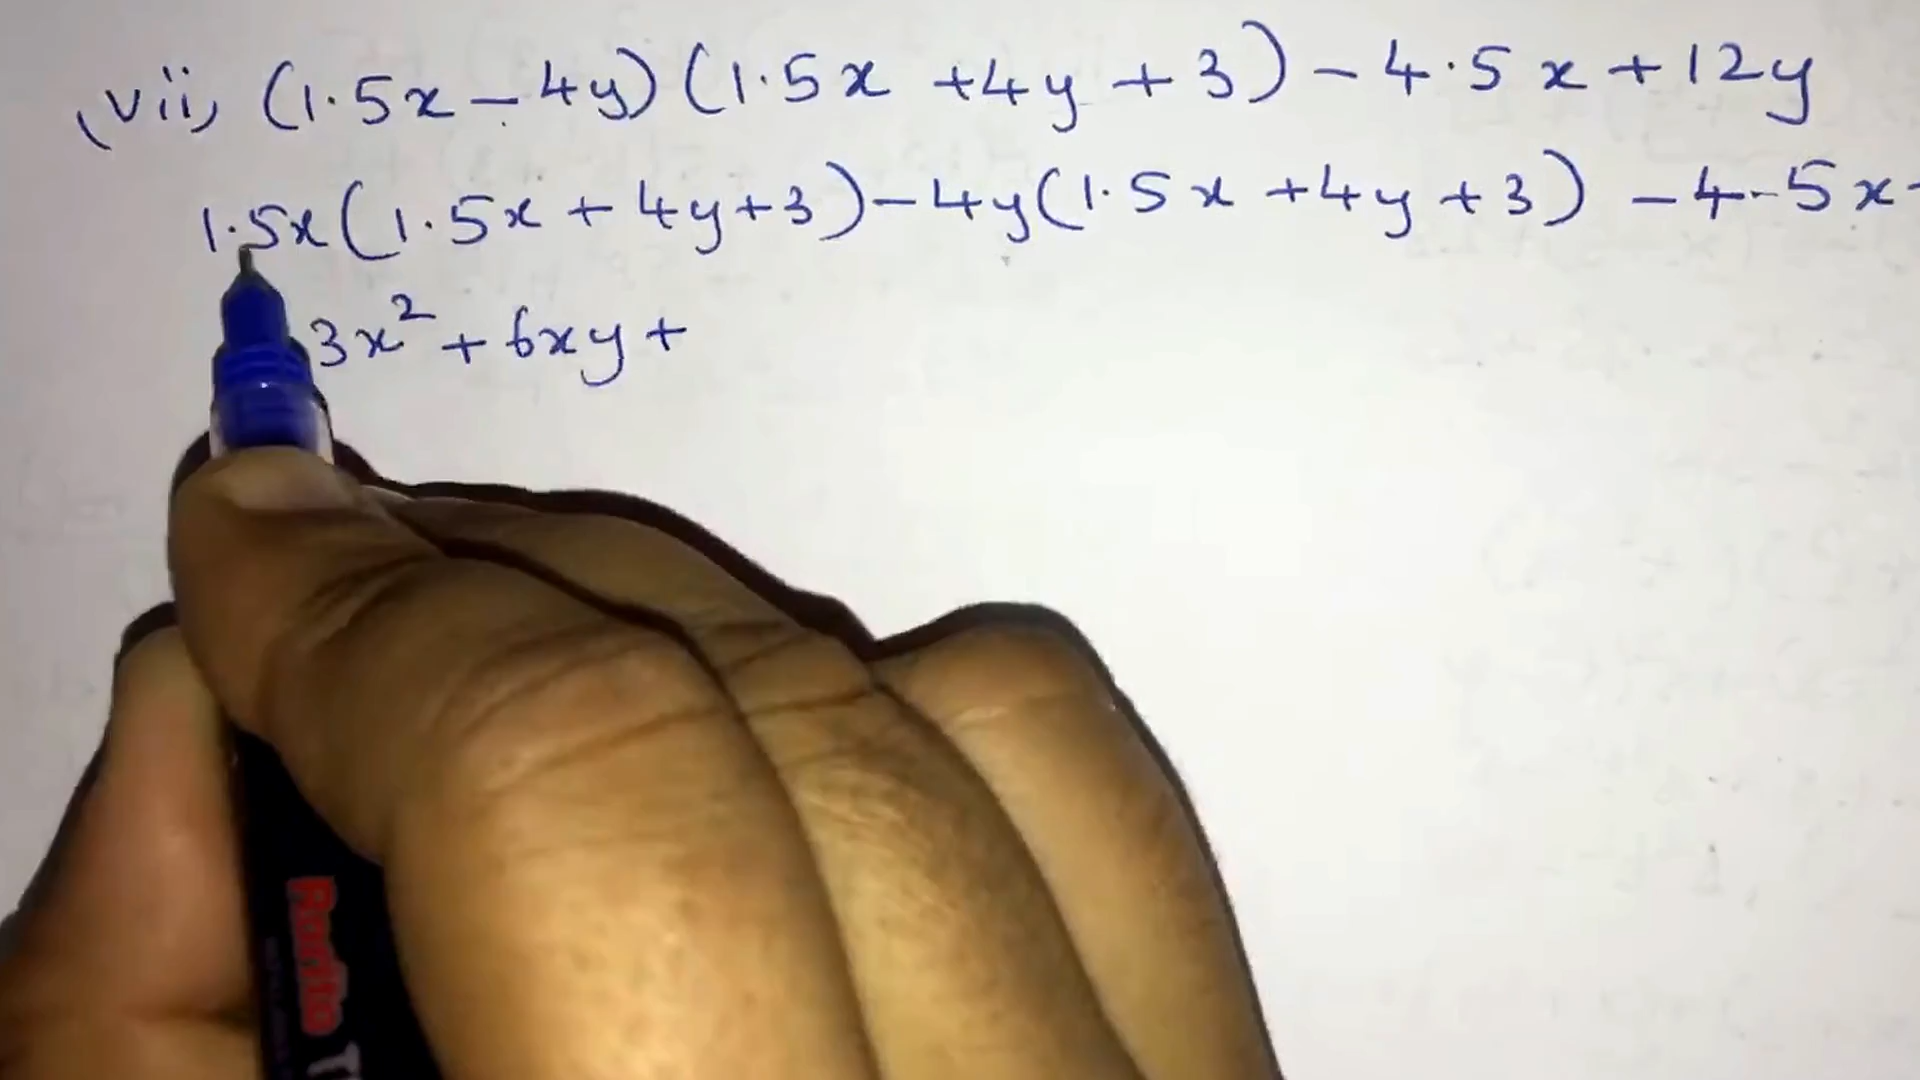 (vii) (1.5x - 4y) (1.5x + 4y + 3) - 4.5x + 12y
1.5x (1.5x + 4y + 3) - 4y (1.5x + 4y + 3) - 4.5x +
3x² + 6xy +
Rorito